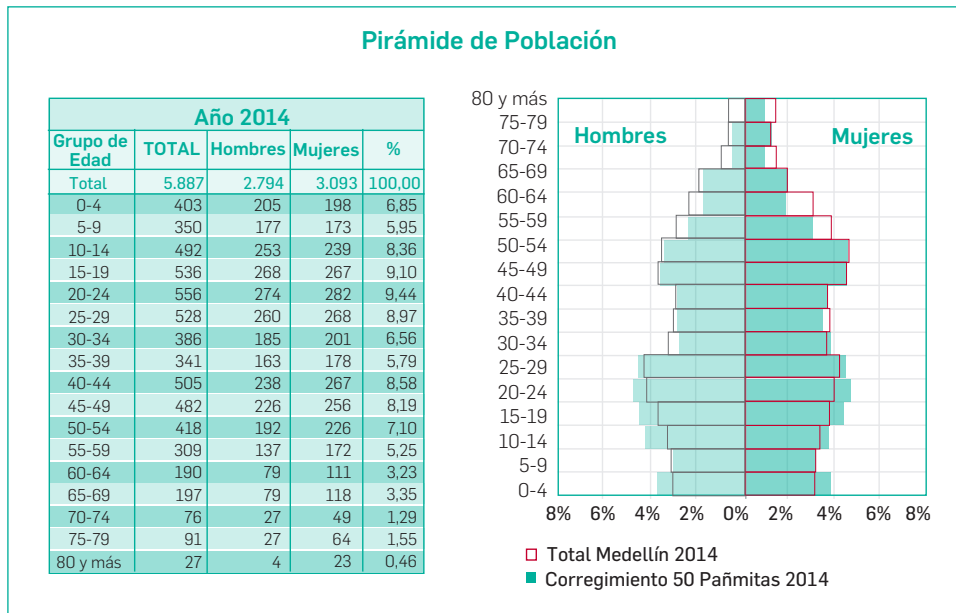 Pirámide de Población
Año 2014
Grupo de Edad TOTAL Hombres Mujeres %
Total 5.887 2.794 3.093 100,00
0-4 403 205 198 6,85
5-9 350 177 173 5,95
10-14 492 253 239 8,36
15-19 536 268 267 9,10
20-24 556 274 282 9,44
25-29 528 260 268 8,97
30-34 386 185 201 6,56
35-39 341 163 178 5,79
40-44 505 238 267 8,58
45-49 482 226 256 8,19
50-54 418 192 226 7,10
55-59 309 137 172 5,25
60-64 190 79 111 3,23
65-69 197 79 118 3,35
70-74 76 27 49 1,29
75-79 91 27 64 1,55
80 y más 27 4 23 0,46
80 y más
75-79
Hombres Mujeres
70-74
65-69
60-64
55-59
50-54
45-49
40-44
35-39
30-34
25-29
20-24
15-19
10-14
5-9
0-4
8% 6% 4% 2% 0% 2% 4% 6% 8%
Total Medellín 2014
Corregimiento 50 Pañmitas 2014